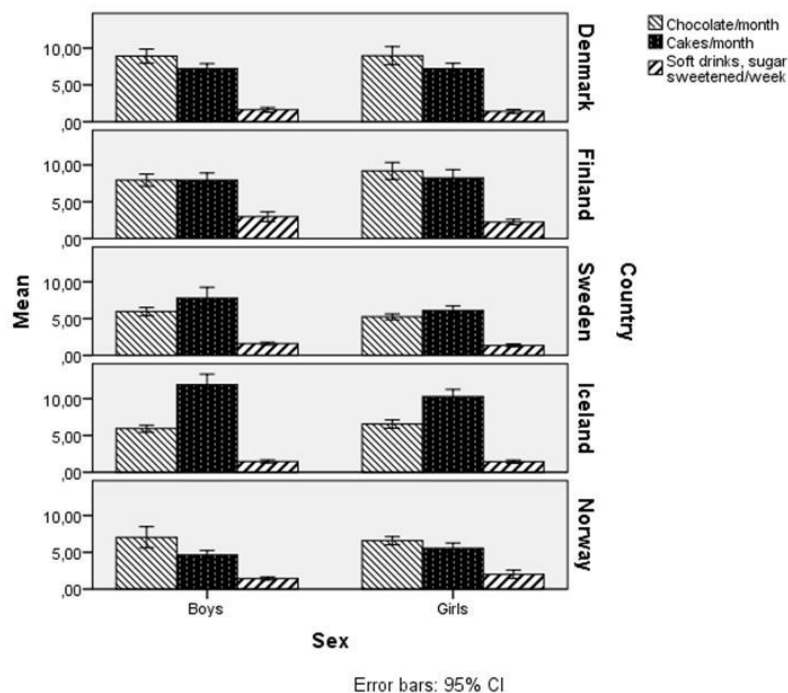 Chocolate/month
Cakes/month
Soft drinks, sugar
sweetened/week
Mean
10,00
5,00
,00
Denmark
10,00
5,00
,00
Finland
10,00
5,00
,00
Sweden
10,00
5,00
,00
Iceland
10,00
5,00
,00
Norway
Country
Boys
Girls
Sex
Error bars: 95% CI